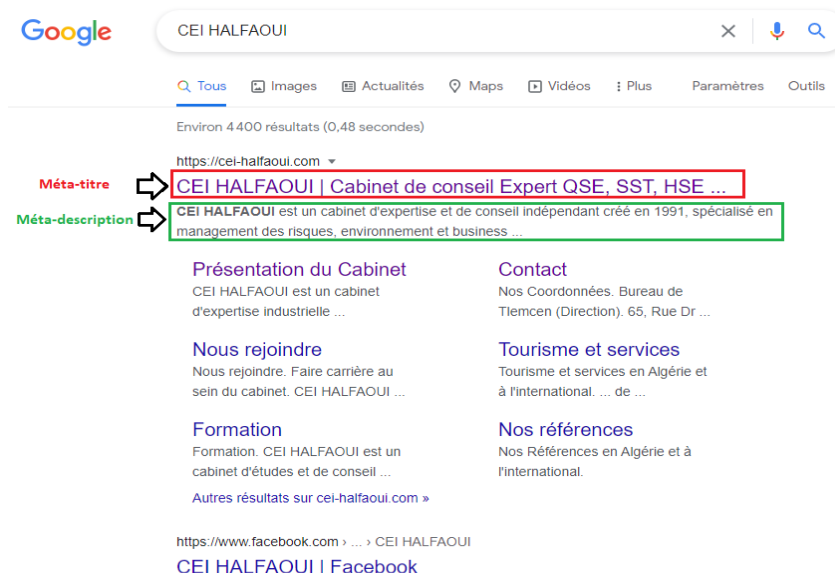 Google
CEI HALFAOUI
Tous Images Actualités Maps Vidéos Plus Paramètres Outils
Environ 4 400 résultats (0,48 secondes)
https://cei-halfaoui.com
Méta-titre
CEI HALFAOUI | Cabinet de conseil Expert QSE, SST, HSE ...
Méta-description
CEI HALFAOUI est un cabinet d'expertise et de conseil indépendant créé en 1991, spécialisé en
management des risques, environnement et business ...
Présentation du Cabinet
CEI HALFAOUI est un cabinet
d'expertise industrielle ...
Contact
Nos Coordonnées. Bureau de
Tlemcen (Direction). 65, Rue Dr ...
Nous rejoindre
Nous rejoindre. Faire carrière au
sein du cabinet. CEI HALFAOUI ...
Tourisme et services
Tourisme et services en Algérie et
à l'international. ... de ...
Formation
Formation. CEI HALFAOUI est un
cabinet d'études et de conseil ...
Nos références
Nos Références en Algérie et à
l'international.
Autres résultats sur cei-halfaoui.com »
https://www.facebook.com › ... › CEI HALFAOUI
CEI HALFAOUI | Facebook